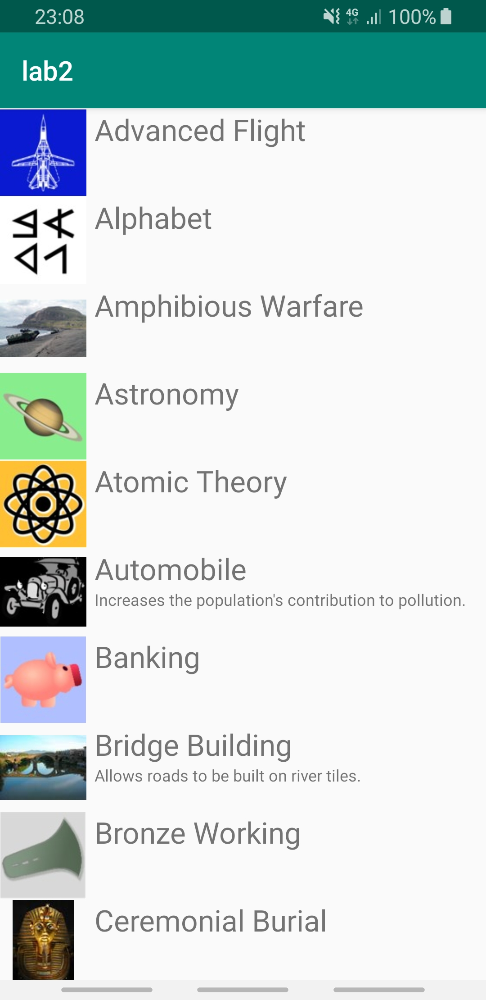 23:08 4G 100%
lab2
Advanced Flight
Alphabet
Amphibious Warfare
Astronomy
Atomic Theory
Automobile
Increases the population's contribution to pollution.
Banking
Bridge Building
Allows roads to be built on river tiles.
Bronze Working
Ceremonial Burial